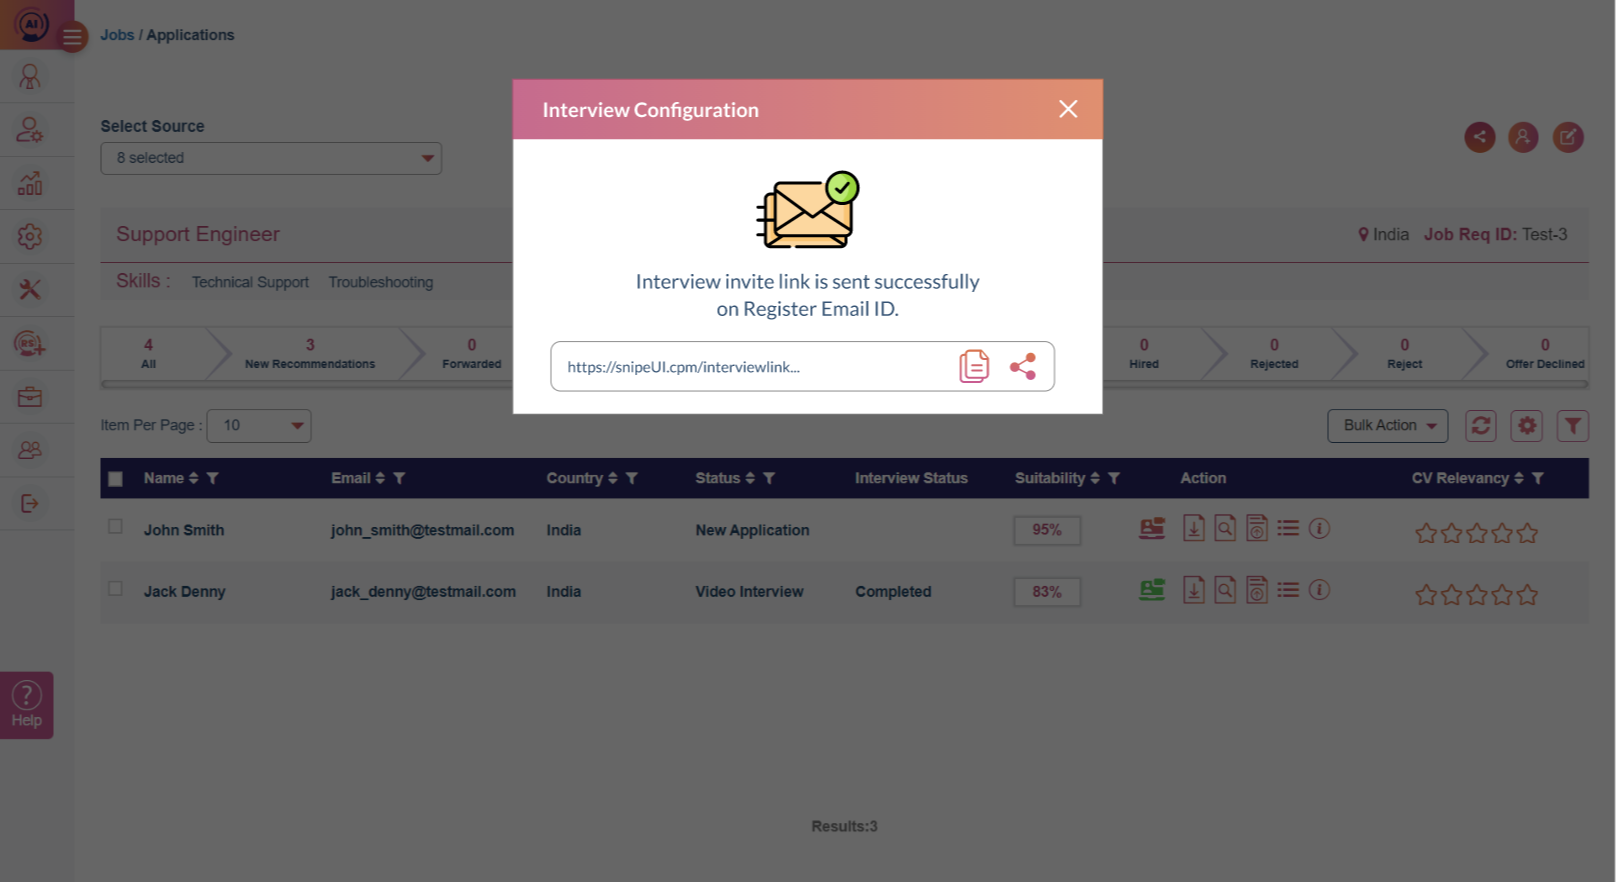 AI
Jobs / Applications
Interview Configuration
Select Source
8 selected
Support Engineer
India Job Req ID: Test-3
Skills : Technical Support Troubleshooting
Interview invite link is sent successfully
on Register Email ID.
https://snipeUI.cpm/interviewlink...
4 3 0 0 0 0 0
All New Recommendations Forwarded Hired Rejected Reject Offer Declined
RS
Item Per Page : 10 Bulk Action
Name Email Country Status Interview Status Suitability Action CV Relevancy
John Smith john_smith@testmail.com India New Application 95%
Jack Denny jack_denny@testmail.com India Video Interview Completed 83%
?
Help
Results:3